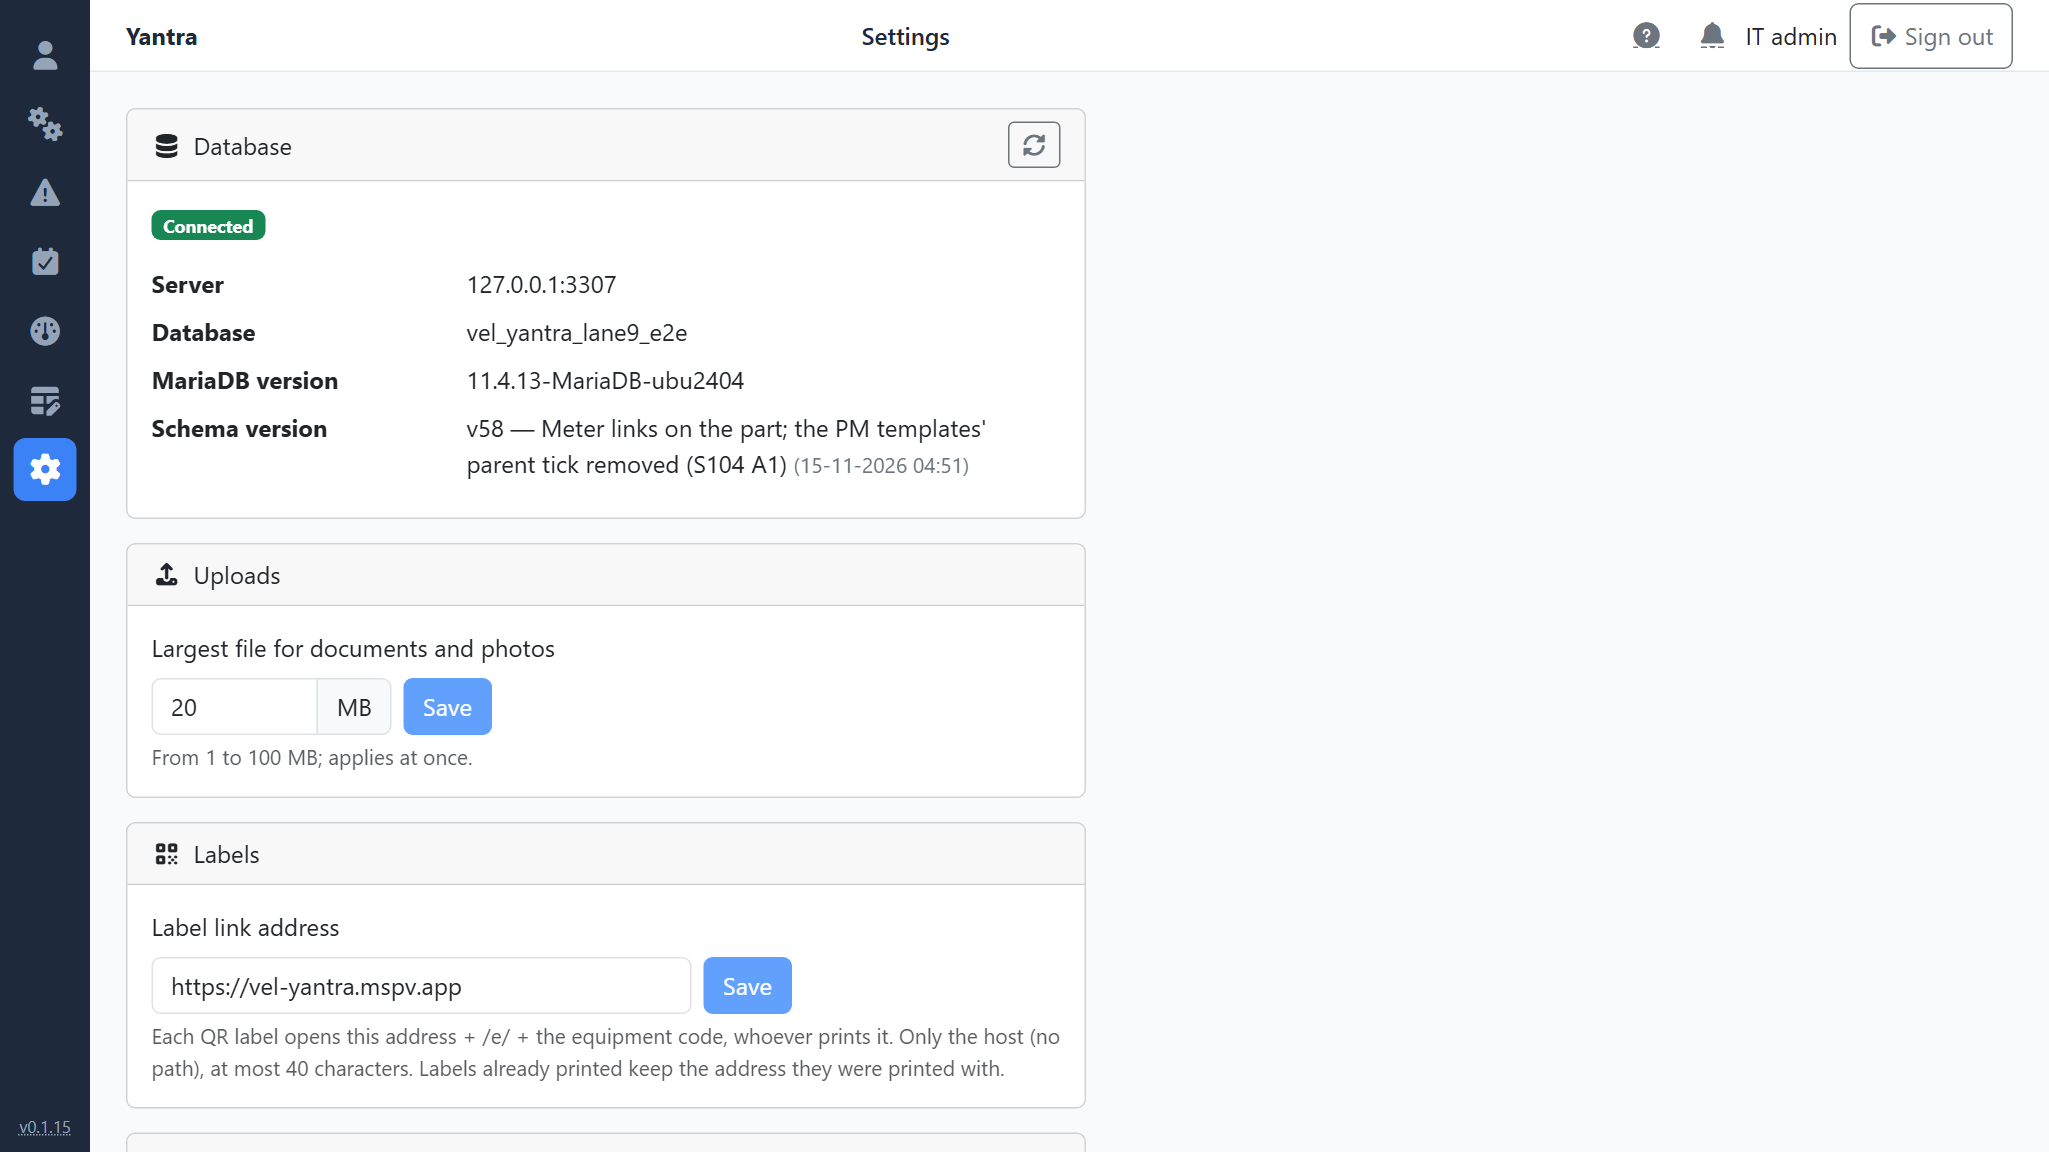 Yantra
Settings
IT admin
Sign out
Database
Connected
Server 127.0.0.1:3307
Database vel_yantra_lane9_e2e
MariaDB version 11.4.13-MariaDB-ubu2404
Schema version v58 — Meter links on the part; the PM templates'
parent tick removed (S104 A1) (15-11-2026 04:51)
Uploads
Largest file for documents and photos
20 MB Save
From 1 to 100 MB; applies at once.
Labels
Label link address
https://vel-yantra.mspv.app Save
Each QR label opens this address + /e/ + the equipment code, whoever prints it. Only the host (no
path), at most 40 characters. Labels already printed keep the address they were printed with.
v0.1.15